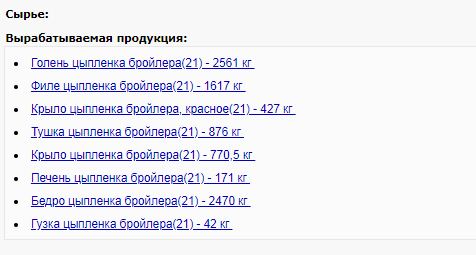 Сырье:
Вырабатываемая продукция:
Голень цыпленка бройлера(21) - 2561 кг
Филе цыпленка бройлера(21) - 1617 кг
Крыло цыпленка бройлера, красное(21) - 427 кг
Тушка цыпленка бройлера(21) - 876 кг
Крыло цыпленка бройлера(21) - 770,5 кг
Печень цыпленка бройлера(21) - 171 кг
Бедро цыпленка бройлера(21) - 2470 кг
Гузка цыпленка бройлера(21) - 42 кг